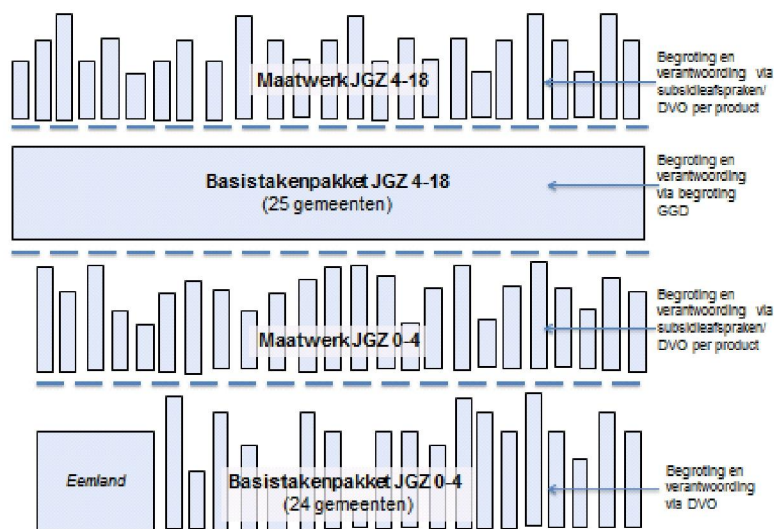 Maatwerk JGZ 4-18
Begroting en
verantwoording via
subsidieafspraken/
DVO per product
Basistakenpakket JGZ 4-18
(25 gemeenten)
Begroting en
verantwoording
via begroting
GGD
Maatwerk JGZ 0-4
Begroting en
verantwoording via
subsidieafspraken/
DVO per product
Eemland
Basistakenpakket JGZ 0-4
(24 gemeenten)
Begroting en
verantwoording
via DVO